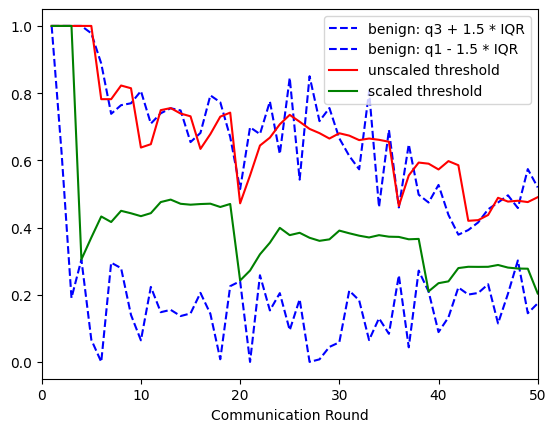 1.0
0.8
0.6
0.4
0.2
0.0
0
10
20
30
40
50
Communication Round
benign: q3 + 1.5 * IQR
benign: q1 - 1.5 * IQR
unscaled threshold
scaled threshold